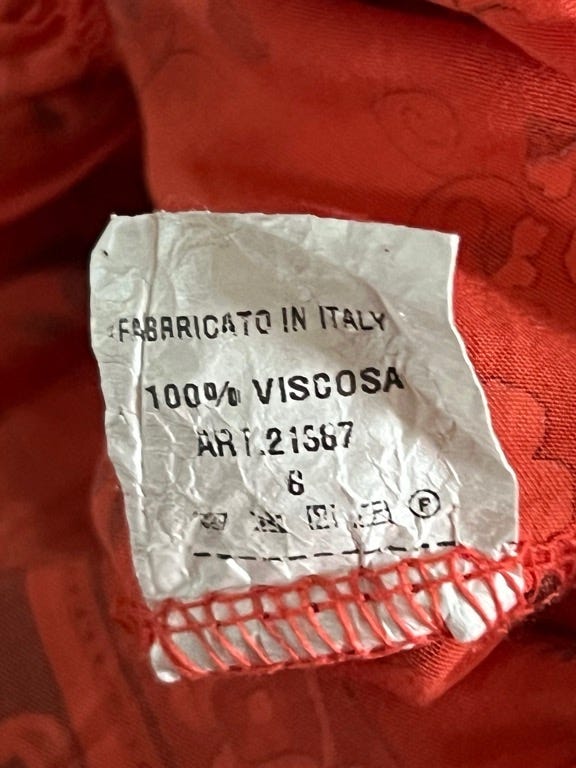 FABBRICATO IN ITALY
100% VISCOSA
ART.21587
6
F